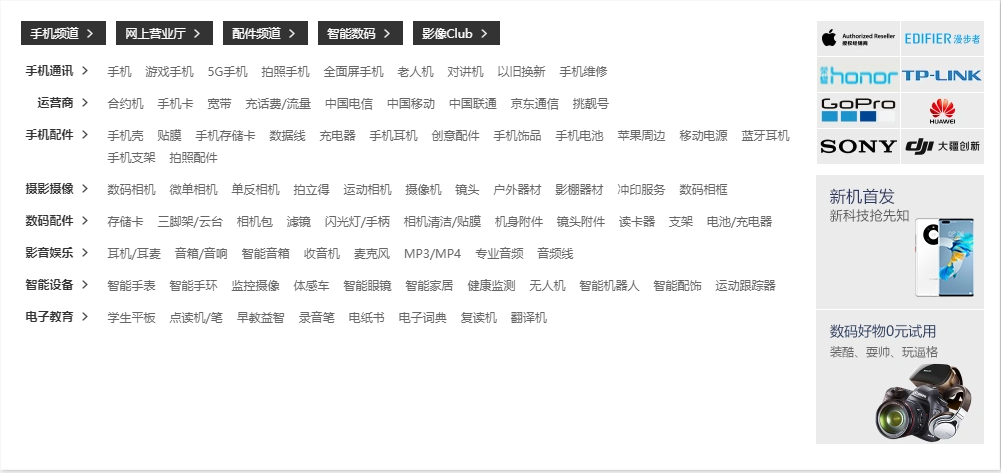 手机频道 网上营业厅 配件频道 智能数码 影像Club
手机通讯 手机 游戏手机 5G手机 拍照手机 全面屏手机 老人机 对讲机 以旧换新 手机维修
运营商 合约机 手机卡 宽带 充话费/流量 中国电信 中国移动 中国联通 京东通信 挑靓号
手机配件 手机壳 贴膜 手机存储卡 数据线 充电器 手机耳机 创意配件 手机饰品 手机电池 苹果周边 移动电源 蓝牙耳机
手机支架 拍照配件
摄影摄像 数码相机 微单相机 单反相机 拍立得 运动相机 摄像机 镜头 户外器材 影棚器材 冲印服务 数码相框
数码配件 存储卡 三脚架/云台 相机包 滤镜 闪光灯/手柄 相机清洁/贴膜 机身附件 镜头附件 读卡器 支架 电池/充电器
影音娱乐 耳机/耳麦 音箱/音响 智能音箱 收音机 麦克风 MP3/MP4 专业音频 音频线
智能设备 智能手表 智能手环 监控摄像 体感车 智能眼镜 智能家居 健康监测 无人机 智能机器人 智能配饰 运动跟踪器
电子教育 学生平板 点读机/笔 早教益智 录音笔 电纸书 电子词典 复读机 翻译机
Authorized Reseller
授权经销商
EDIFIER 漫步者
荣耀 honor
TP-LINK
GoPro
HUAWEI
SONY
dji 大疆创新
新机首发
新科技抢先知
数码好物0元试用
装酷、耍帅、玩逼格